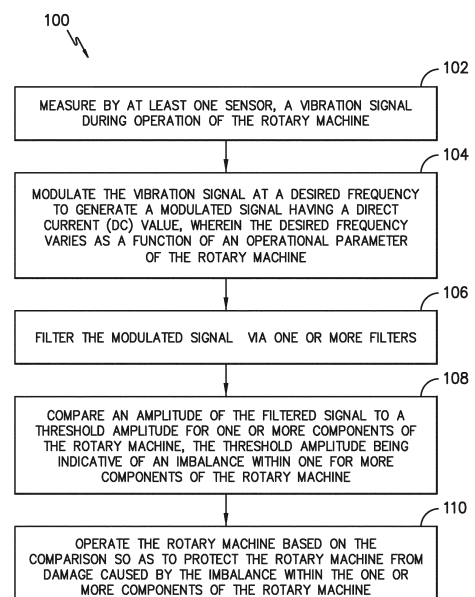 100
102
MEASURE BY AT LEAST ONE SENSOR, A VIBRATION SIGNAL
DURING OPERATION OF THE ROTARY MACHINE
104
MODULATE THE VIBRATION SIGNAL AT A DESIRED FREQUENCY
TO GENERATE A MODULATED SIGNAL HAVING A DIRECT
CURRENT (DC) VALUE, WHEREIN THE DESIRED FREQUENCY
VARIES AS A FUNCTION OF AN OPERATIONAL PARAMETER
OF THE ROTARY MACHINE
106
FILTER THE MODULATED SIGNAL VIA ONE OR MORE FILTERS
108
COMPARE AN AMPLITUDE OF THE FILTERED SIGNAL TO A
THRESHOLD AMPLITUDE FOR ONE OR MORE COMPONENTS OF
THE ROTARY MACHINE, THE THRESHOLD AMPLITUDE BEING
INDICATIVE OF AN IMBALANCE WITHIN ONE FOR MORE
COMPONENTS OF THE ROTARY MACHINE
110
OPERATE THE ROTARY MACHINE BASED ON THE
COMPARISON SO AS TO PROTECT THE ROTARY MACHINE FROM
DAMAGE CAUSED BY THE IMBALANCE WITHIN THE ONE OR
MORE COMPONENTS OF THE ROTARY MACHINE